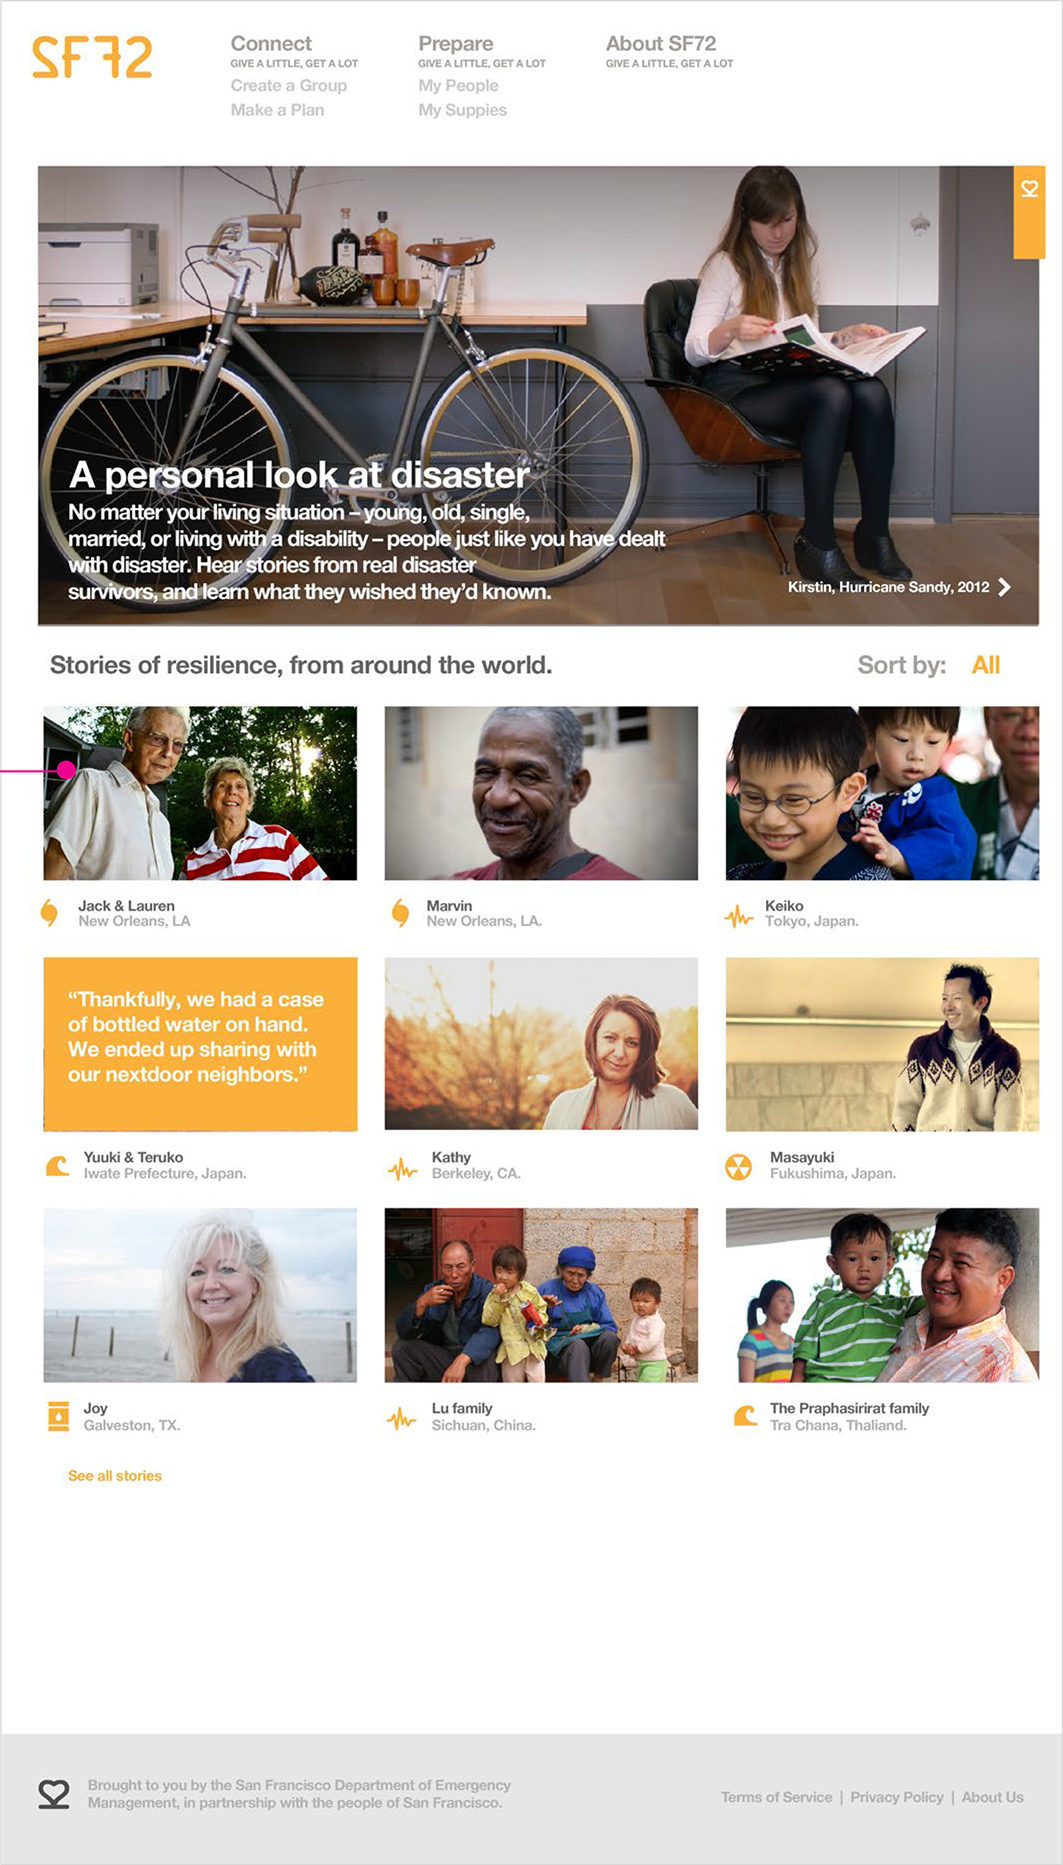 SF72
Connect
GIVE A LITTLE, GET A LOT
Create a Group
Make a Plan
Prepare
GIVE A LITTLE, GET A LOT
My People
My Suppies
About SF72
GIVE A LITTLE, GET A LOT
A personal look at disaster
No matter your living situation – young, old, single,
married, or living with a disability – people just like you have dealt
with disaster. Hear stories from real disaster
survivors, and learn what they wished they’d known.
Kirstin, Hurricane Sandy, 2012
Stories of resilience, from around the world.
Sort by: All
Jack & Lauren
New Orleans, LA
Marvin
New Orleans, LA.
Keiko
Tokyo, Japan.
“Thankfully, we had a case
of bottled water on hand.
We ended up sharing with
our nextdoor neighbors.”
Yuuki & Teruko
Iwate Prefecture, Japan.
Kathy
Berkeley, CA.
Masayuki
Fukushima, Japan.
Joy
Galveston, TX.
Lu family
Sichuan, China.
The Praphasirirat family
Tra Chana, Thaliand.
See all stories
Brought to you by the San Francisco Department of Emergency
Management, in partnership with the people of San Francisco.
Terms of Service | Privacy Policy | About Us